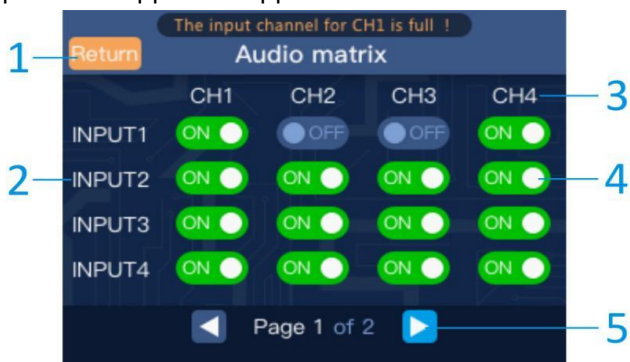 The input channel for CH1 is full !
1 Return Audio matrix
CH1 CH2 CH3 CH4 3
INPUT1 ON OFF OFF ON
2 INPUT2 ON ON ON ON 4
INPUT3 ON ON ON ON
INPUT4 ON ON ON ON
Page 1 of 2 5